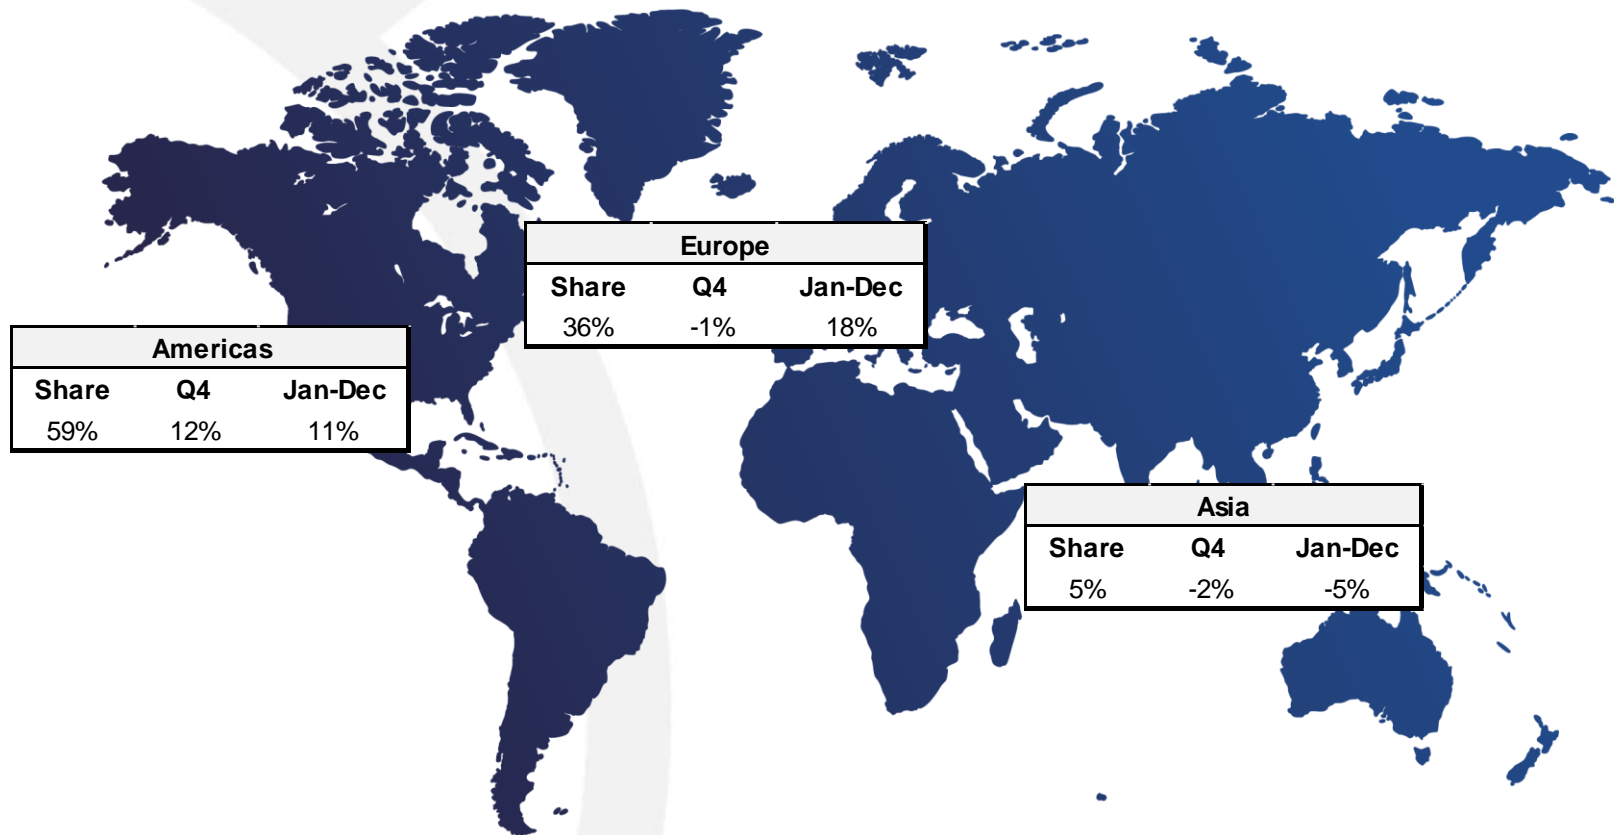 Europe
Share Q4 Jan-Dec
36% -1% 18%
Americas
Share Q4 Jan-Dec
59% 12% 11%
Asia
Share Q4 Jan-Dec
5% -2% -5%